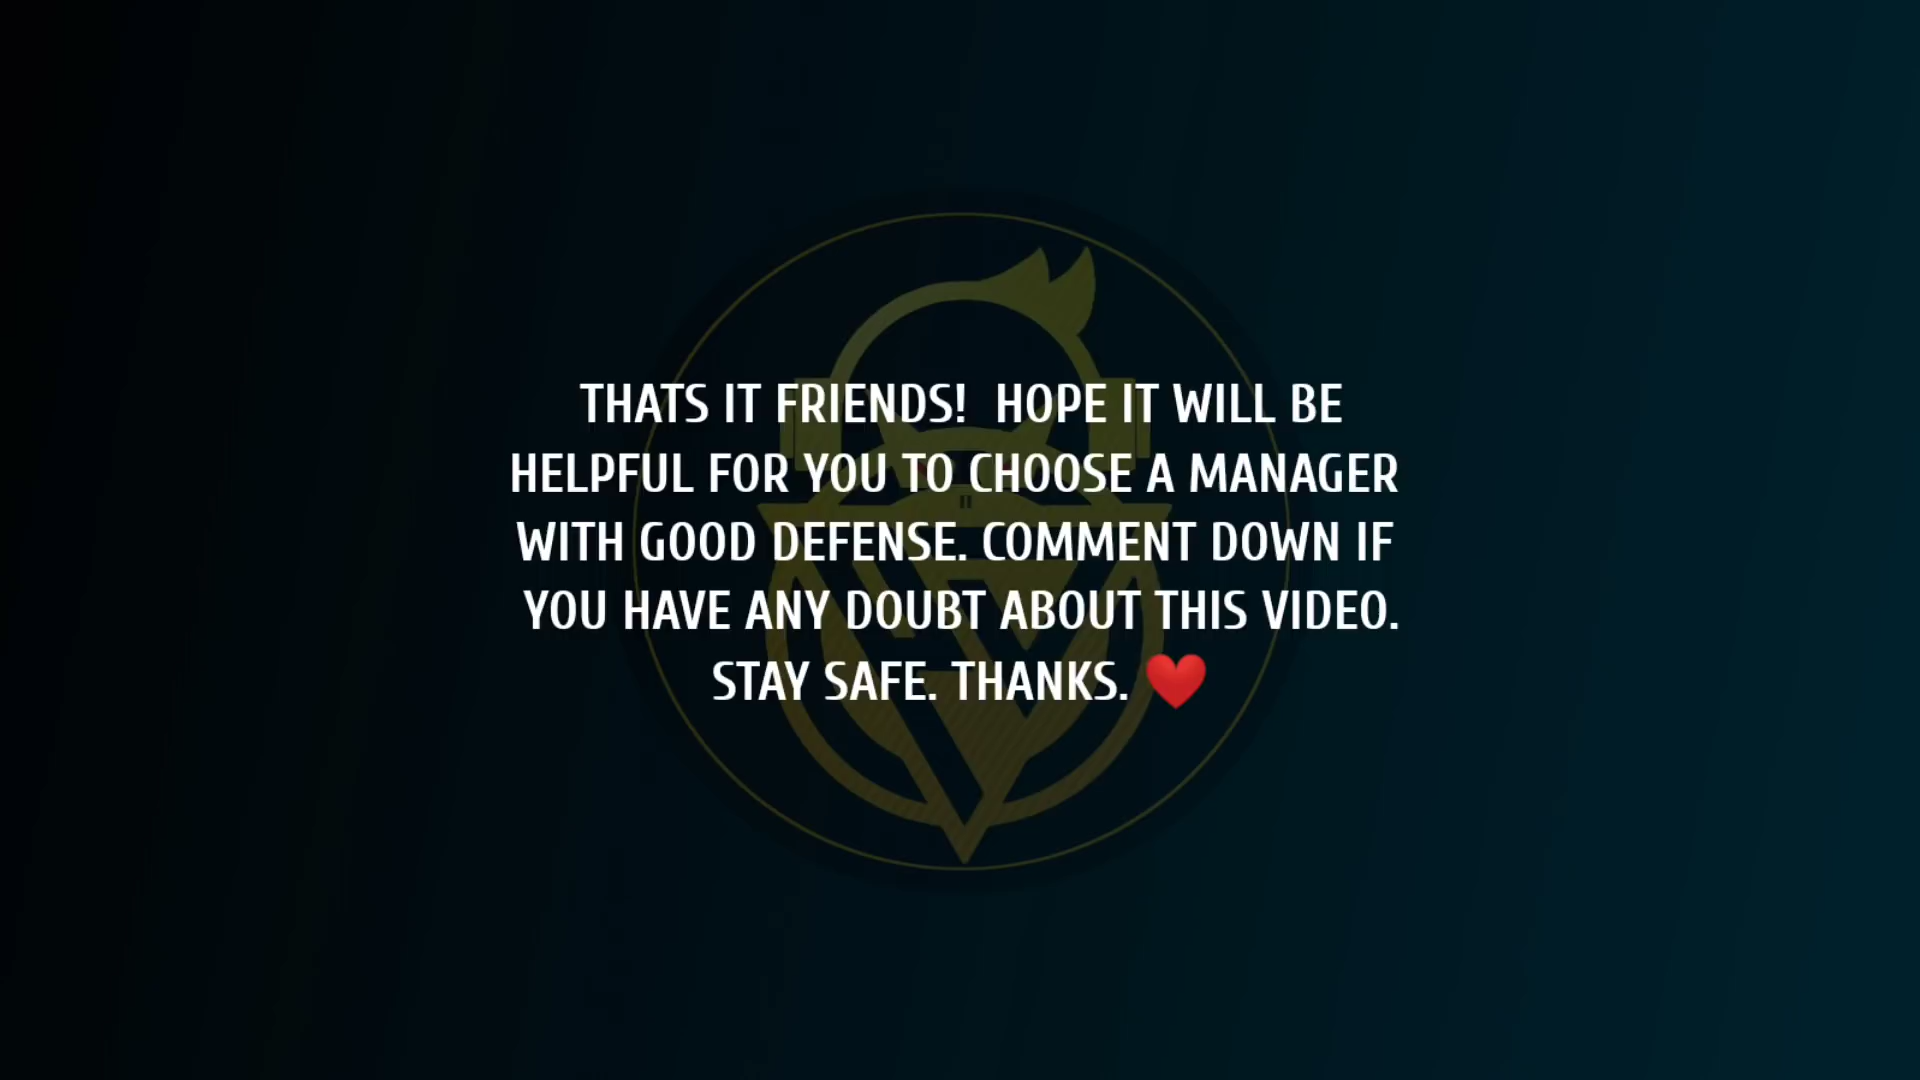 THATS IT FRIENDS!  HOPE IT WILL BE
HELPFUL FOR YOU TO CHOOSE A MANAGER
WITH GOOD DEFENSE. COMMENT DOWN IF
YOU HAVE ANY DOUBT ABOUT THIS VIDEO.
STAY SAFE. THANKS. ❤️